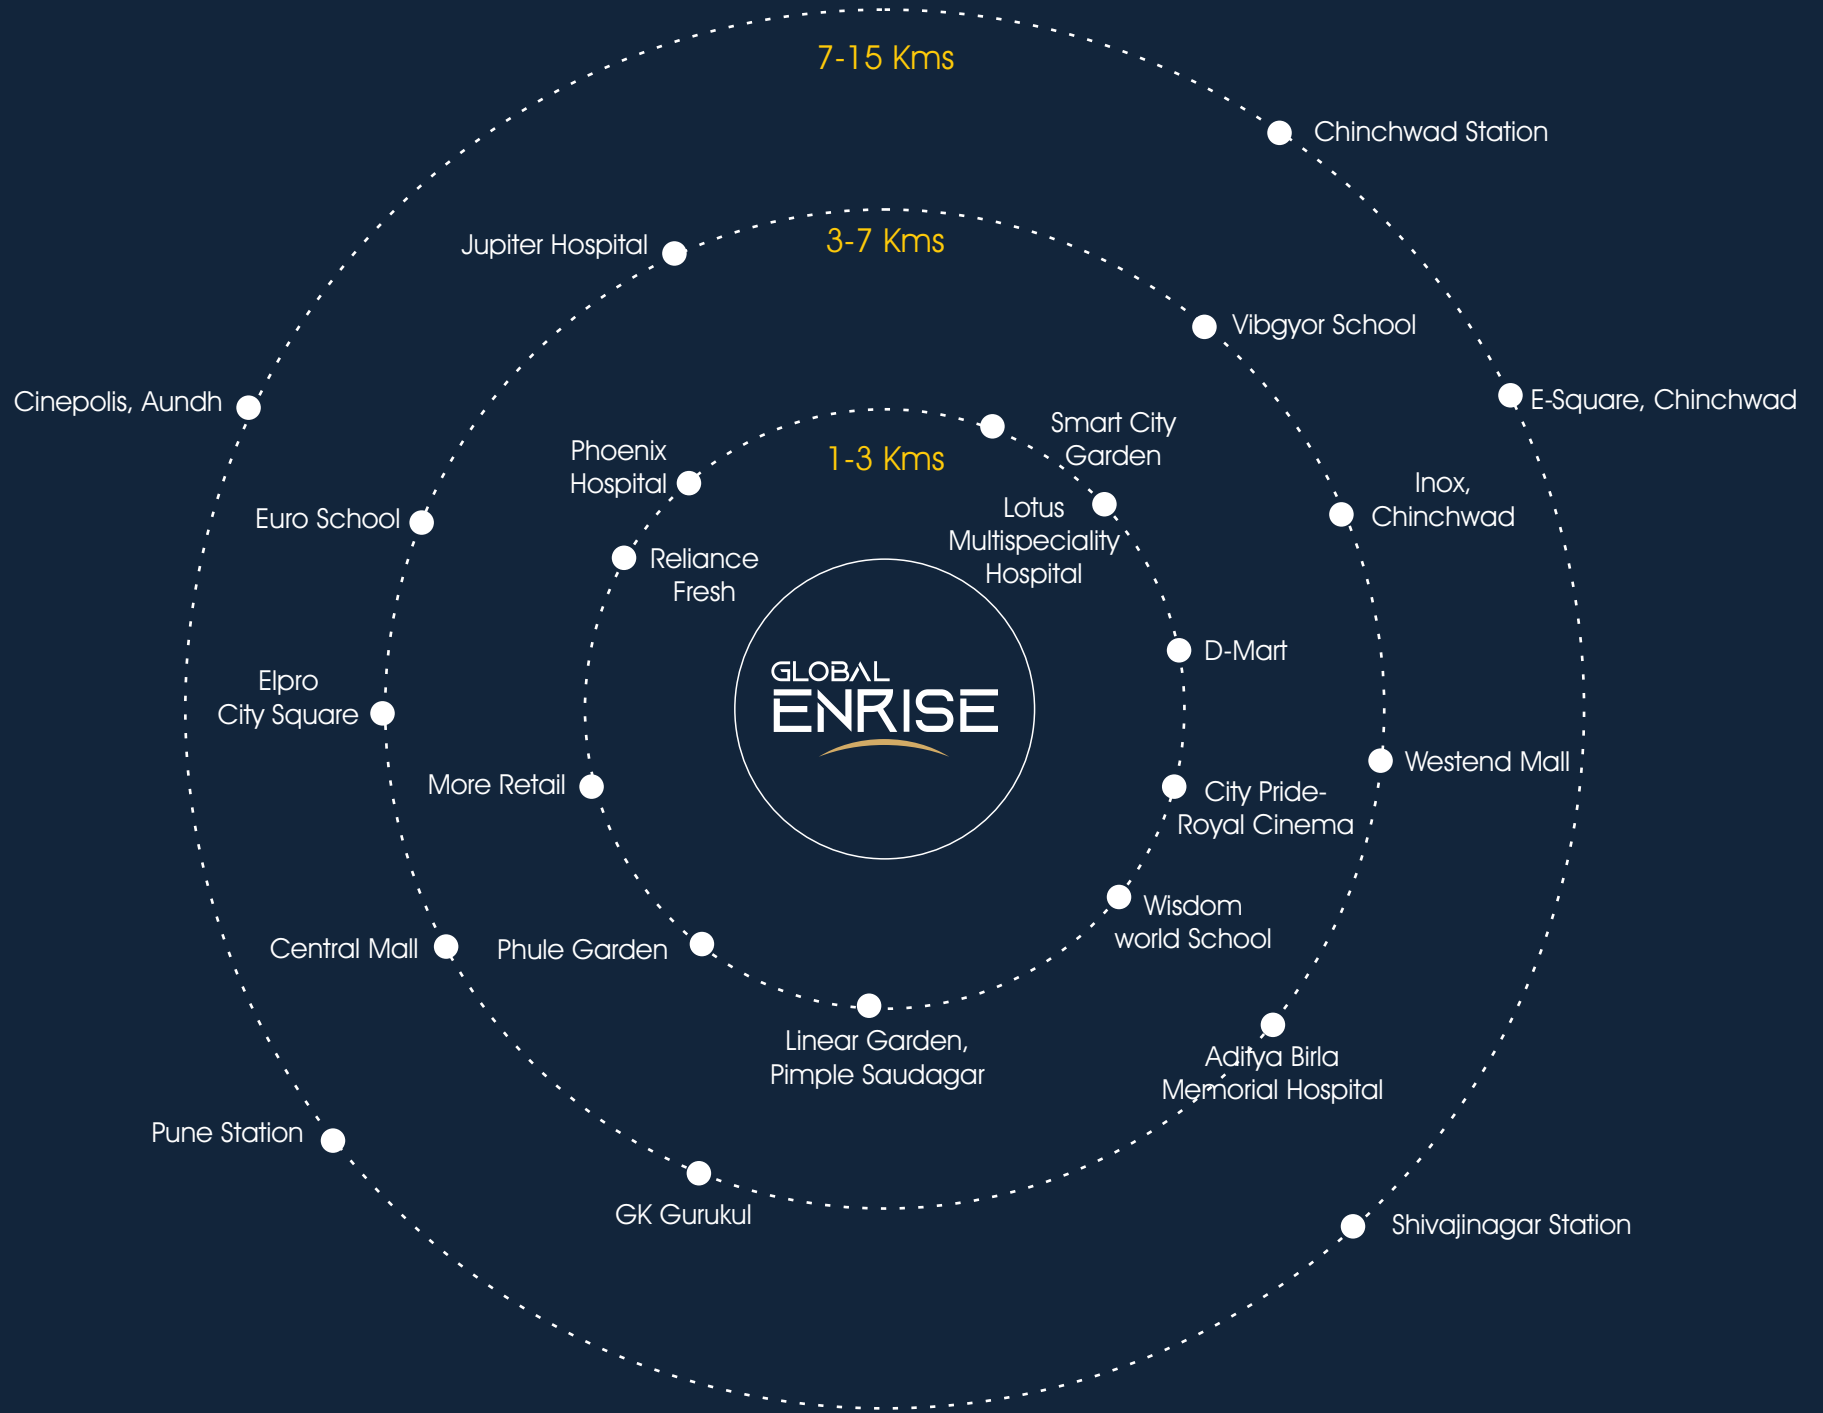 7-15 Kms
Chinchwad Station
3-7 Kms
Jupiter Hospital
Vibgyor School
Cinepolis, Aundh
E-Square, Chinchwad
1-3 Kms
Smart City
Garden
Phoenix
Hospital
Inox,
Chinchwad
Euro School
Lotus
Multispeciality
Hospital
Reliance
Fresh
D-Mart
GLOBAL
ENRISE
Elpro
City Square
More Retail
Westend Mall
City Pride-
Royal Cinema
Wisdom
world School
Central Mall
Phule Garden
Linear Garden,
Pimple Saudagar
Aditya Birla
Memorial Hospital
Pune Station
GK Gurukul
Shivajinagar Station